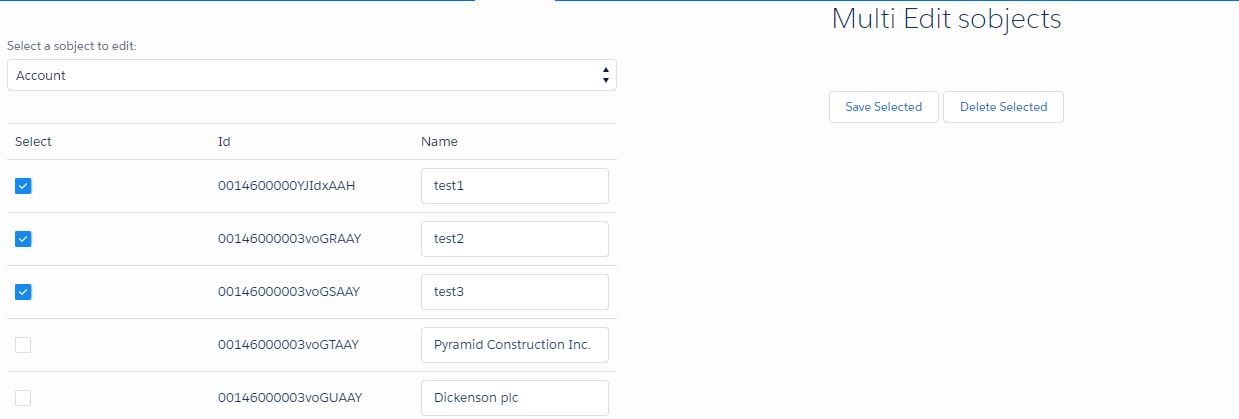 Multi Edit sobjects
Select a sobject to edit:
Account
Save Selected Delete Selected
Select Id Name
0014600000YJIdxAAH test1
00146000003voGRAAY test2
00146000003voGSAAY test3
00146000003voGTAAY Pyramid Construction Inc.
00146000003voGUAAY Dickenson plc